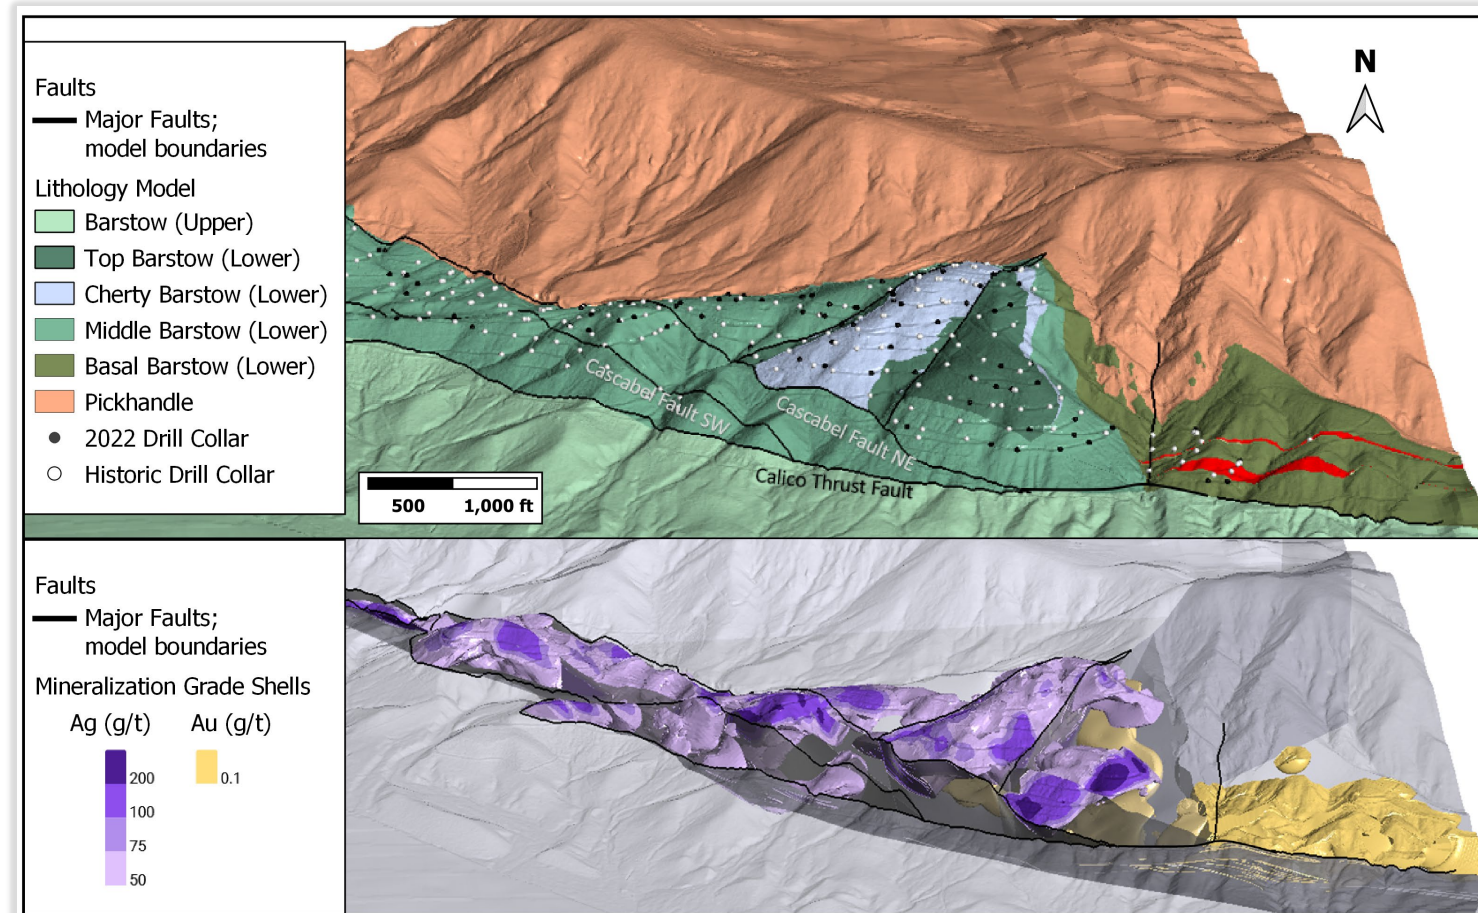 Faults
Major Faults;
model boundaries
Lithology Model
Barstow (Upper)
Top Barstow (Lower)
Cherty Barstow (Lower)
Middle Barstow (Lower)
Basal Barstow (Lower)
Pickhandle
2022 Drill Collar
Historic Drill Collar
N
Cascabel Fault SW
Cascabel Fault NE
Calico Thrust Fault
500 1,000 ft
Faults
Major Faults;
model boundaries
Mineralization Grade Shells
Ag (g/t) Au (g/t)
200 0.1
100
75
50